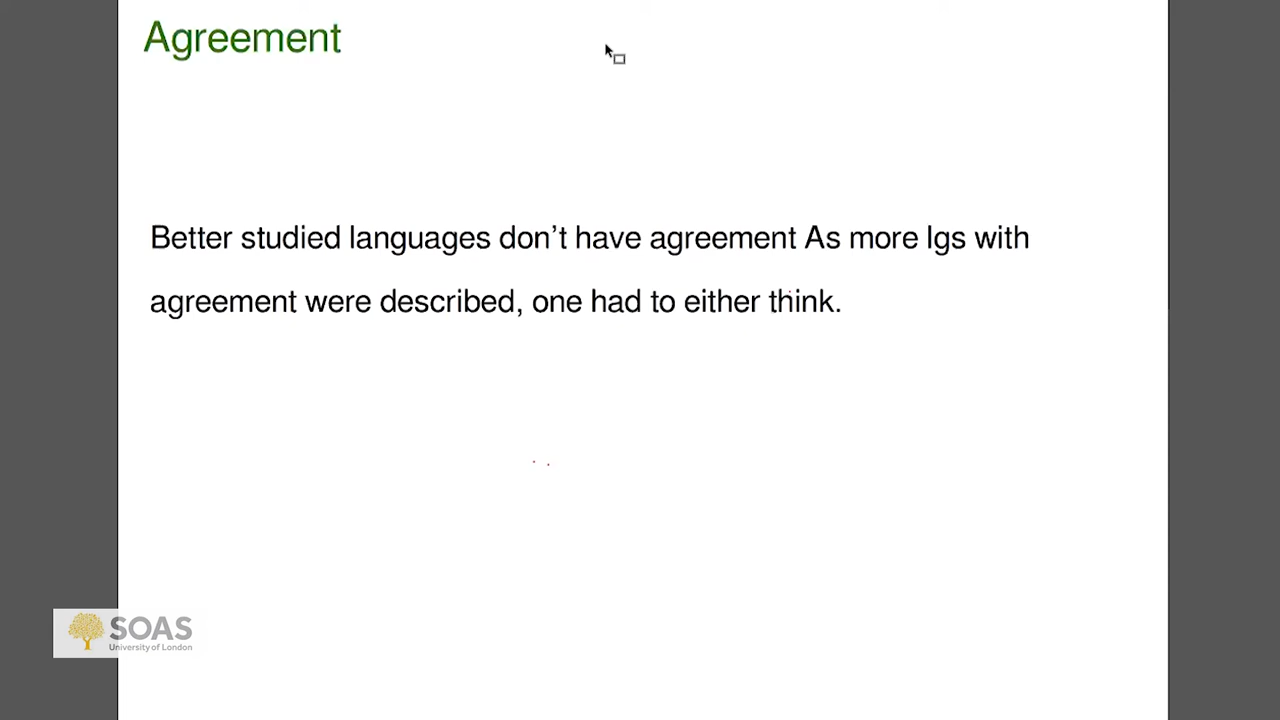 Agreement
Better studied languages don't have agreement As more lgs with
agreement were described, one had to either think.
SOAS
University of London